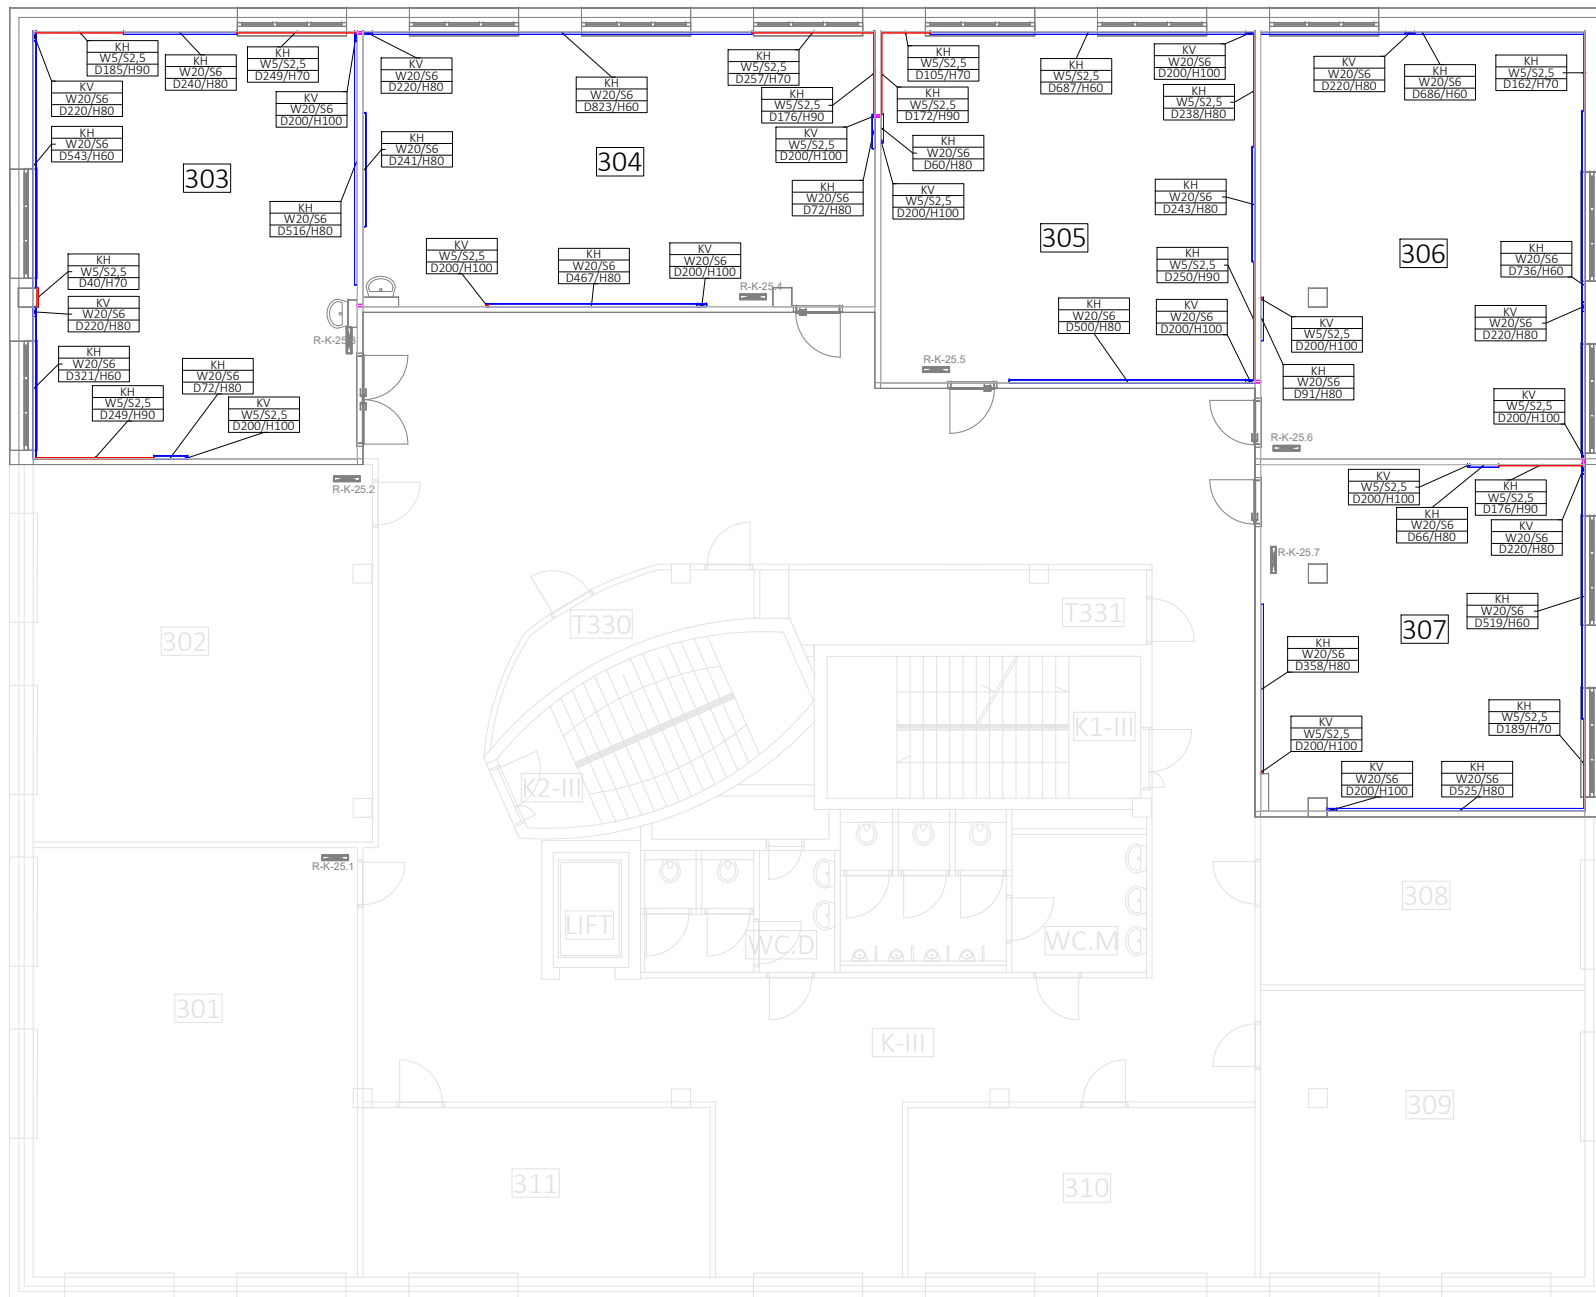 KH
W5/S2,5
D185/H90
KH
W20/S6
D240/H80
KH
W5/S2,5
D249/H70
KV
W20/S6
D220/H80
KV
W20/S6
D200/H100
KH
W20/S6
D543/H60
303
KH
W20/S6
D516/H80
KH
W5/S2,5
D40/H70
KV
W20/S6
D220/H80
R-K-25.3
KH
W20/S6
D321/H60
KH
W20/S6
D72/H80
KH
W5/S2,5
D249/H90
KV
W5/S2,5
D200/H100
R-K-25.2
KV
W20/S6
D220/H80
KH
W20/S6
D823/H60
KH
W5/S2,5
D257/H70
KH
W5/S2,5
D176/H90
KH
W20/S6
D241/H80
304
KV
W5/S2,5
D200/H100
KH
W20/S6
D72/H80
KV
W5/S2,5
D200/H100
KH
W20/S6
D467/H80
KV
W20/S6
D200/H100
R-K-25.4
KH
W5/S2,5
D105/H70
KH
W5/S2,5
D172/H90
KH
W20/S6
D60/H80
KV
W5/S2,5
D200/H100
KH
W5/S2,5
D687/H60
KV
W20/S6
D200/H100
KH
W5/S2,5
D238/H80
KH
W20/S6
D243/H80
305
KH
W5/S2,5
D250/H90
KH
W20/S6
D500/H80
KV
W20/S6
D200/H100
R-K-25.5
KV
W20/S6
D220/H80
KH
W20/S6
D686/H60
KH
W5/S2,5
D162/H70
306
KH
W20/S6
D736/H60
KV
W20/S6
D220/H80
KV
W5/S2,5
D200/H100
KH
W20/S6
D91/H80
KV
W5/S2,5
D200/H100
R-K-25.6
KV
W5/S2,5
D200/H100
KH
W5/S2,5
D176/H90
KH
W20/S6
D66/H80
KV
W20/S6
D220/H80
R-K-25.7
KH
W20/S6
D519/H60
307
KH
W20/S6
D358/H80
KH
W5/S2,5
D189/H70
KV
W5/S2,5
D200/H100
KV
W20/S6
D200/H100
KH
W20/S6
D525/H80
302
T330
T331
K1-III
K2-III
R-K-25.1
LIFT
WC.D
WC.M
308
301
K-III
309
311
310